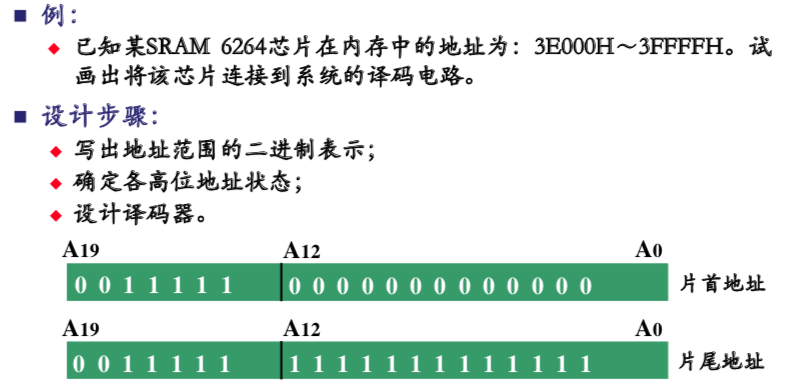 ■ 例：
◆ 已知某SRAM 6264芯片在内存中的地址为：3E000H～3FFFFH。试
画出将该芯片连接到系统的译码电路。
■ 设计步骤：
◆ 写出地址范围的二进制表示；
◆ 确定各高位地址状态；
◆ 设计译码器。
A19 A12 A0
0 0 1 1 1 1 1 0 0 0 0 0 0 0 0 0 0 0 0 0 片首地址
A19 A12 A0
0 0 1 1 1 1 1 1 1 1 1 1 1 1 1 1 1 1 1 1 片尾地址